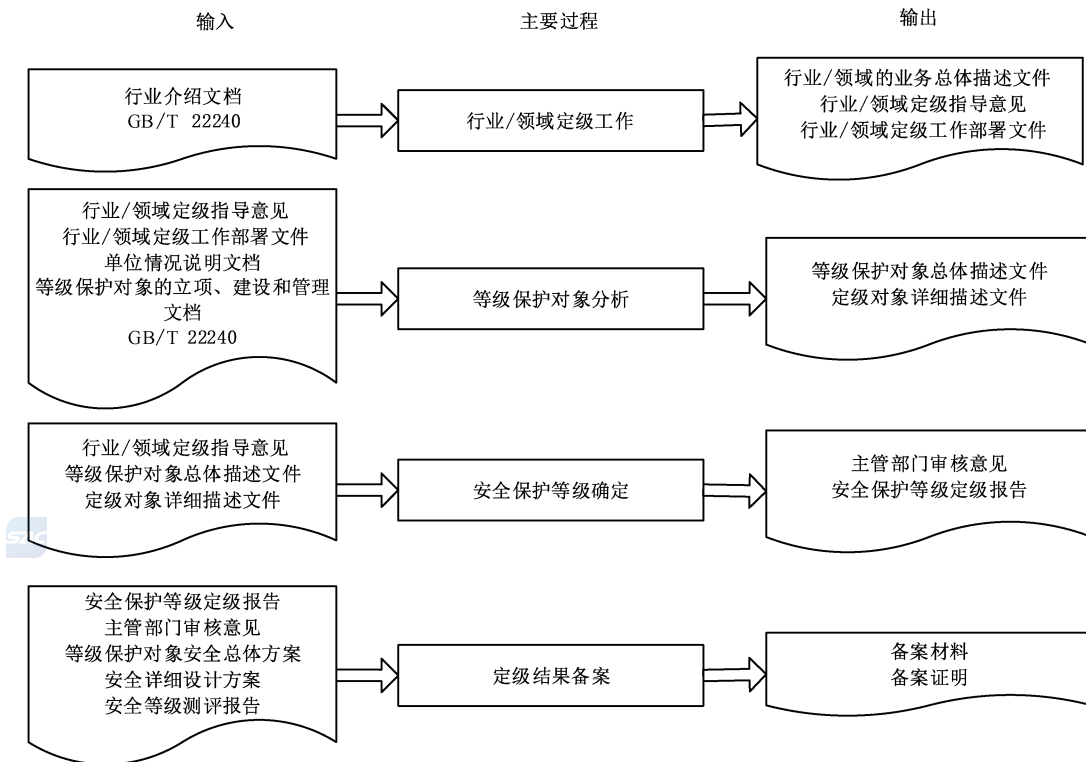 输入
主要过程
输出
行业介绍文档
GB/T 22240
行业/领域定级工作
行业/领域的业务总体描述文件
行业/领域定级指导意见
行业/领域定级工作部署文件
行业/领域定级指导意见
行业/领域定级工作部署文件
单位情况说明文档
等级保护对象的立项、建设和管理
文档
GB/T 22240
等级保护对象分析
等级保护对象总体描述文件
定级对象详细描述文件
行业/领域定级指导意见
等级保护对象总体描述文件
定级对象详细描述文件
安全保护等级确定
主管部门审核意见
安全保护等级定级报告
安全保护等级定级报告
主管部门审核意见
等级保护对象安全总体方案
安全详细设计方案
安全等级测评报告
定级结果备案
备案材料
备案证明